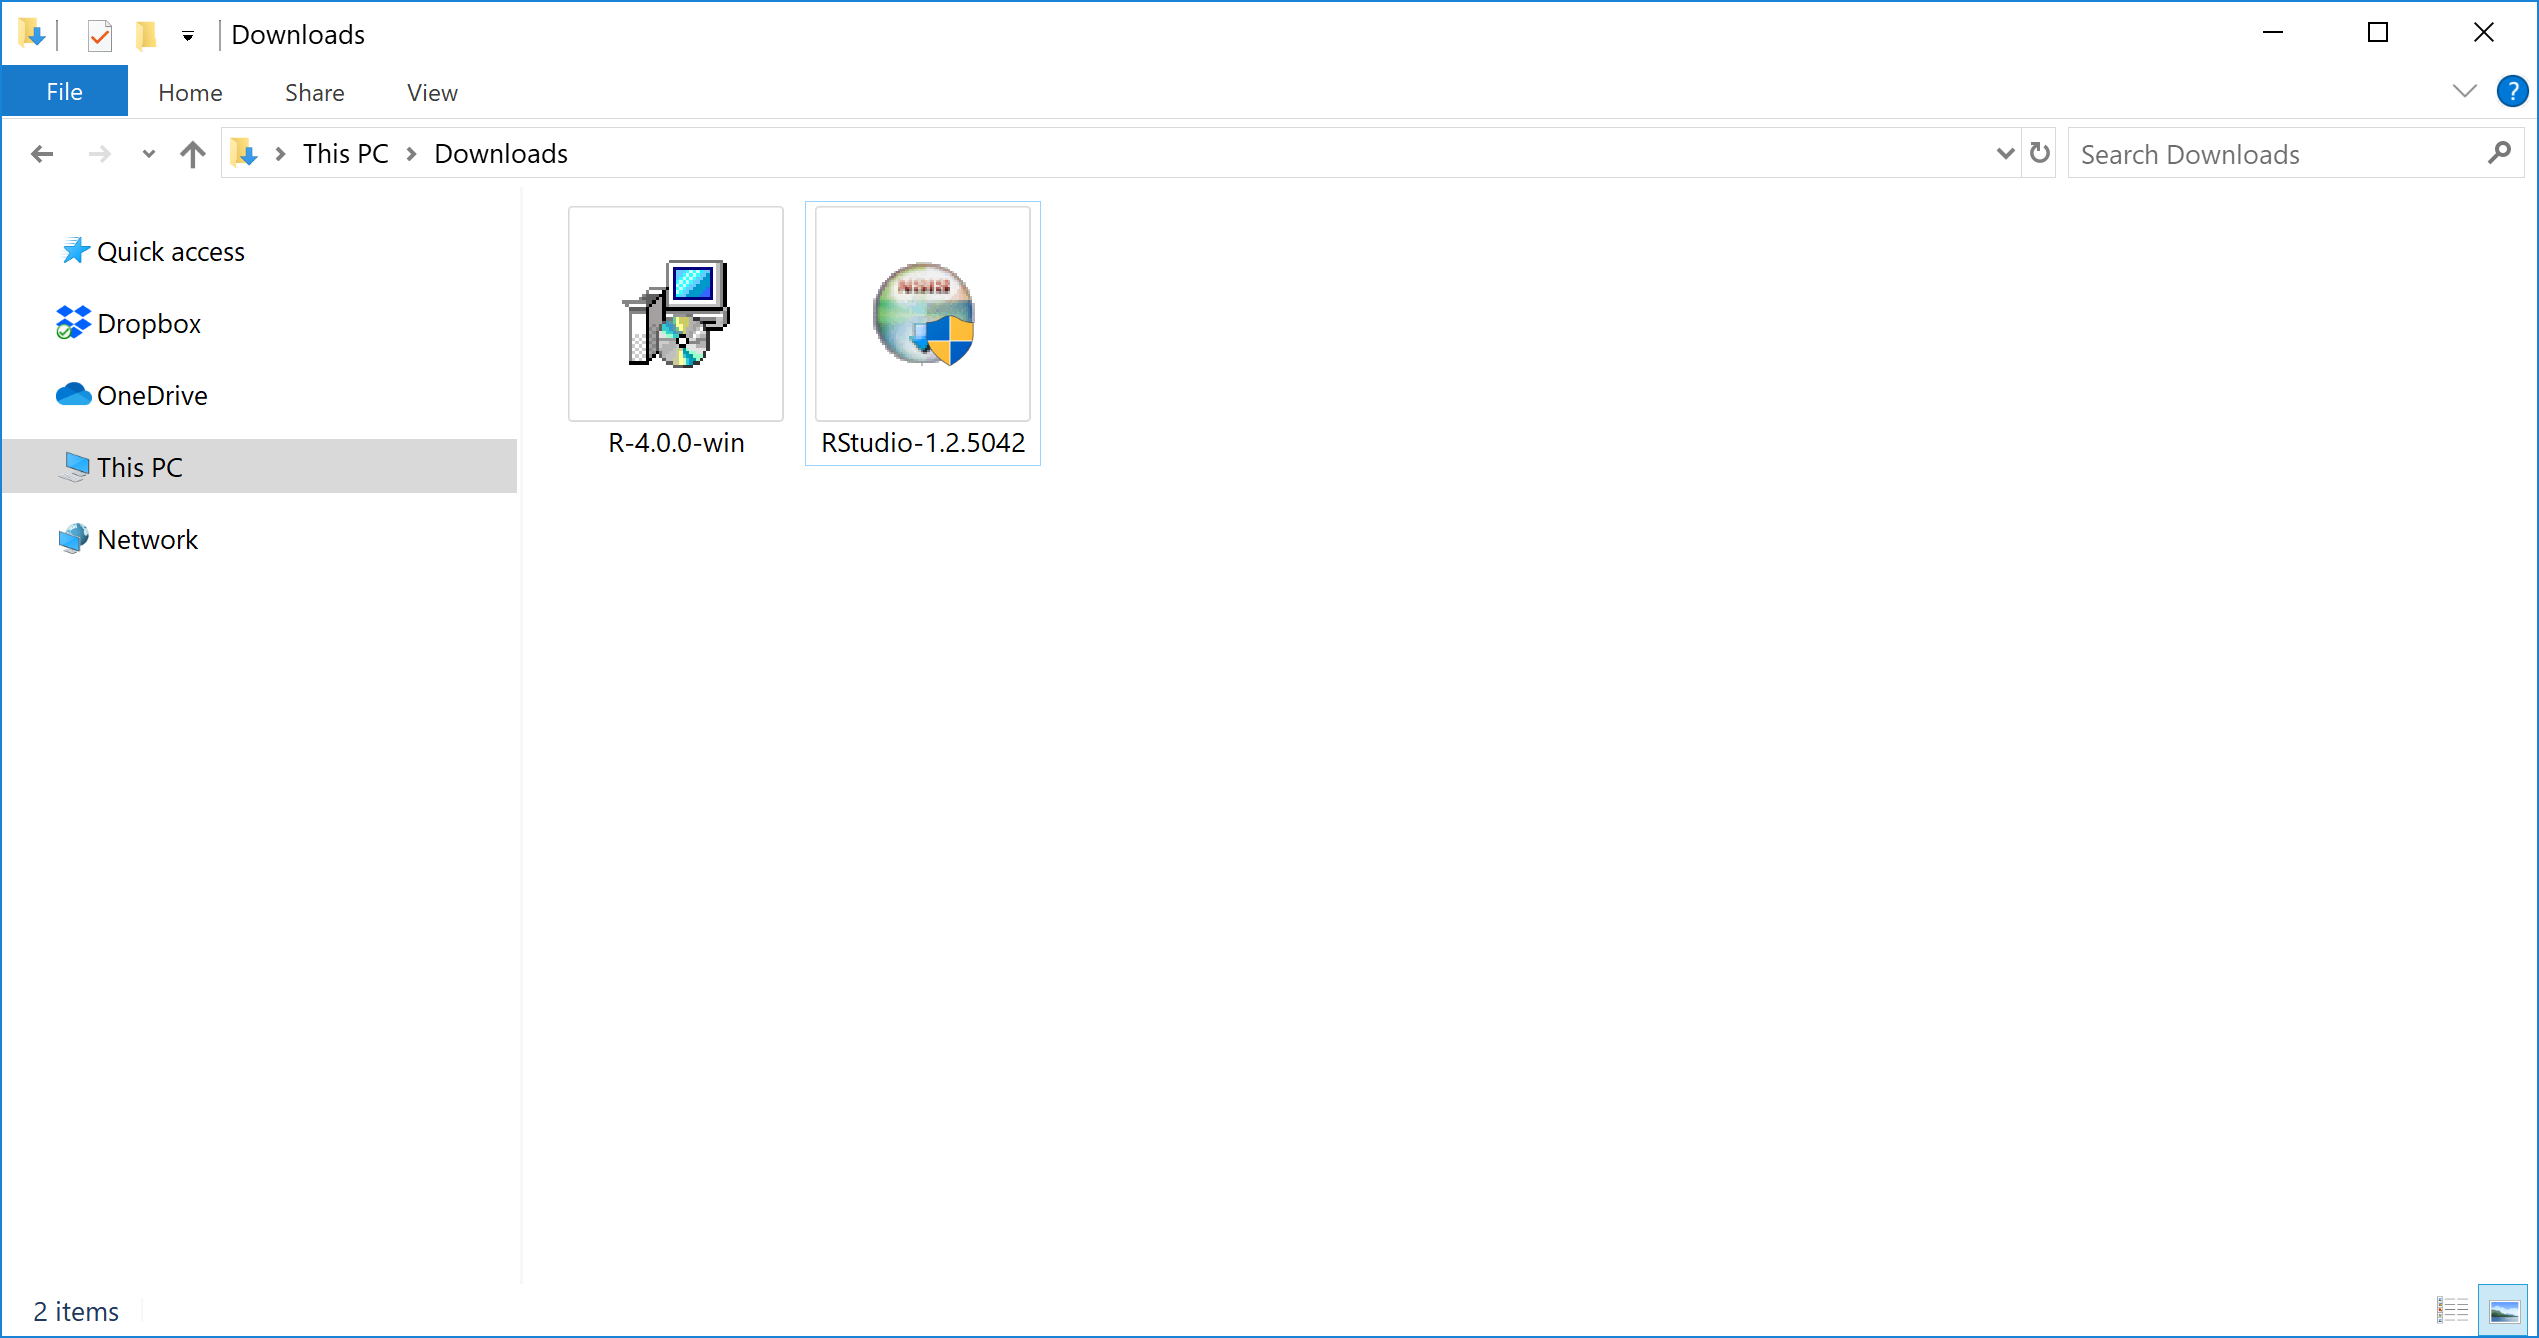 Downloads
File Home Share View
This PC Downloads
Search Downloads
Quick access
Dropbox
OneDrive
This PC
Network
NSIS
R-4.0.0-win
RStudio-1.2.5042
2 items